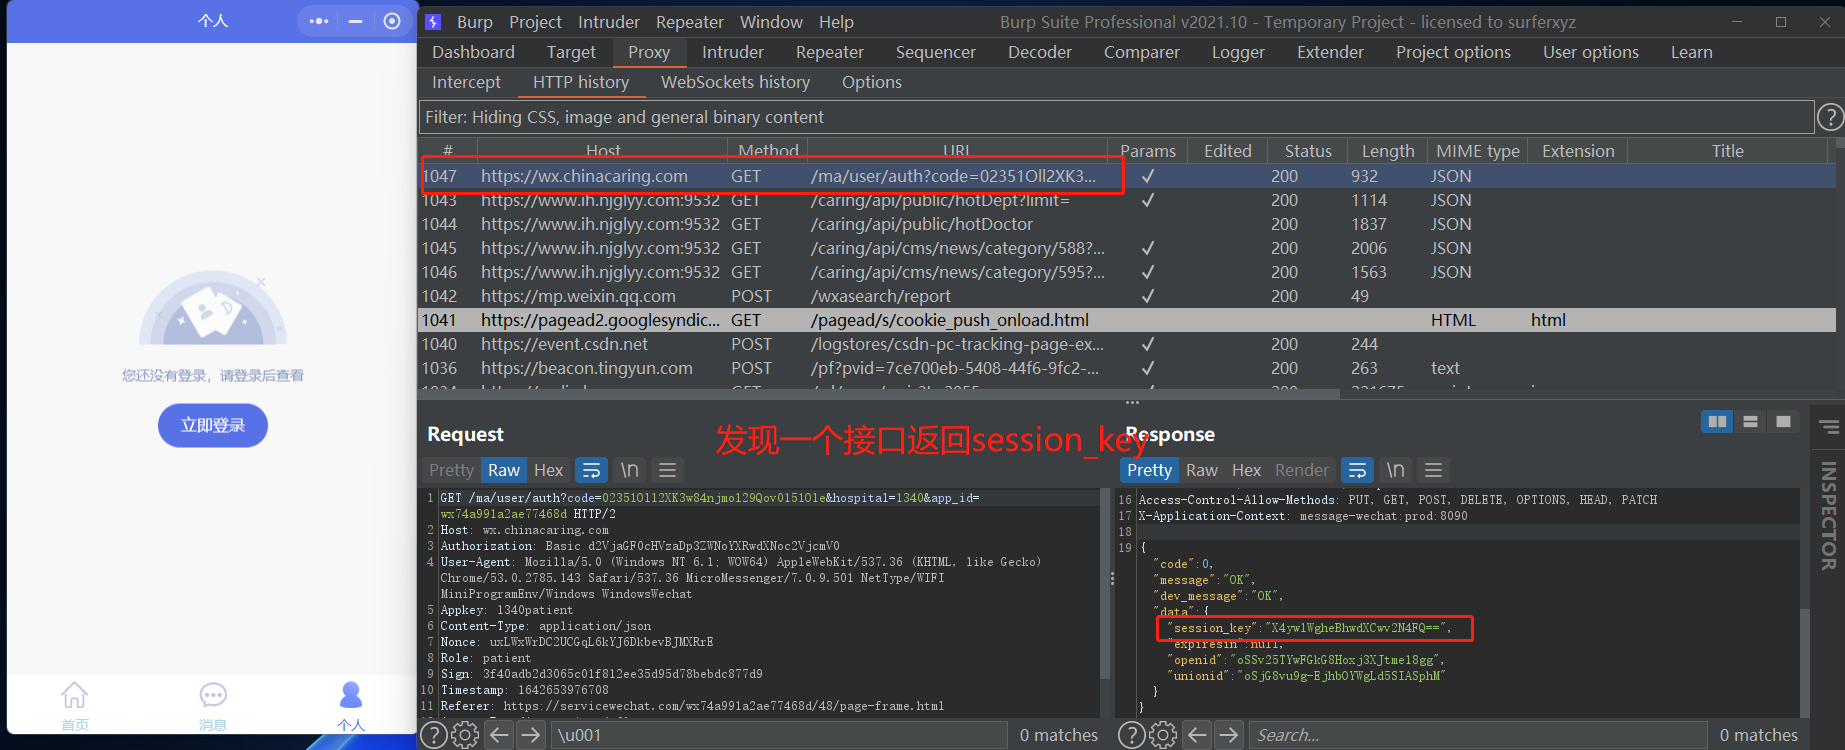 个人
您还没有登录，请登录后查看
立即登录
首页
消息
个人
Burp Project Intruder Repeater Window Help
Burp Suite Professional v2021.10 - Temporary Project - licensed to surferxyz
Dashboard Target Proxy Intruder Repeater Sequencer Decoder Comparer Logger Extender Project options User options Learn
Intercept HTTP history WebSockets history Options
Filter: Hiding CSS, image and general binary content
# Host Method URL Params Edited Status Length MIME type Extension Title
1047 https://wx.chinacaring.com GET /ma/user/auth?code=02351Oll2XK3... ✓ 200 932 JSON
1043 https://www.ih.njglyy.com:9532 GET /caring/api/public/hotDept?limit= ✓ 200 1114 JSON
1044 https://www.ih.njglyy.com:9532 GET /caring/api/public/hotDoctor 200 1837 JSON
1045 https://www.ih.njglyy.com:9532 GET /caring/api/cms/news/category/588?... ✓ 200 2006 JSON
1046 https://www.ih.njglyy.com:9532 GET /caring/api/cms/news/category/595?... ✓ 200 1563 JSON
1042 https://mp.weixin.qq.com POST /wxasearch/report ✓ 200 49
1041 https://pagead2.googlesyndic... GET /pagead/s/cookie_push_onload.html HTML html
1040 https://event.csdn.net POST /logstores/csdn-pc-tracking-page-ex... ✓ 200 244
1036 https://beacon.tingyun.com POST /pf?pvid=7ce700eb-5408-44f6-9fc2-... ✓ 200 263 text
发现一个接口返回session_key
Request
Pretty Raw Hex \n
1 GET /ma/user/auth?code=02351Oll2XK3w84njmol29Qov01510le&hospital=1340&app_id=
wx74a991a2ae77468d HTTP/2
2 Host: wx.chinacaring.com
3 Authorization: Basic d2VjaGF0cHVzaDp3ZWNoYXRwdXNoc2VjcmV0
4 User-Agent: Mozilla/5.0 (Windows NT 6.1; WOW64) AppleWebKit/537.36 (KHTML, like Gecko)
Chrome/53.0.2785.143 Safari/537.36 MicroMessenger/7.0.9.501 NetType/WIFI
MiniProgramEnv/Windows WindowsWechat
5 Appkey: 1340patient
6 Content-Type: application/json
7 Nonce: uxLWxWrDC2UCGqL6kYJ6DkbevBJMXRrE
8 Role: patient
9 Sign: 3f40adb2d3065c01f812ee35d95d78bebdc877d9
10 Timestamp: 1642653976708
11 Referer: https://servicewechat.com/wx74a991a2ae77468d/48/page-frame.html
\u001
0 matches
Response
Pretty Raw Hex Render \n
16 Access-Control-Allow-Methods: PUT, GET, POST, DELETE, OPTIONS, HEAD, PATCH
17 X-Application-Context: message-wechat:prod:8090
18
19 {
"code":0,
"message":"OK",
"dev_message":"OK",
"data":{
"session_key":"X4yw1WgheBhwdXCwv2N4FQ==",
"expiresin":null,
"openid":"oSSv25TYwFGkG8Hoxj3XJtme18gg",
"unionid":"oSjG8vu9g-EjhbOYWgLd5SIASphM"
}
}
Search...
0 matches
INSPECTOR